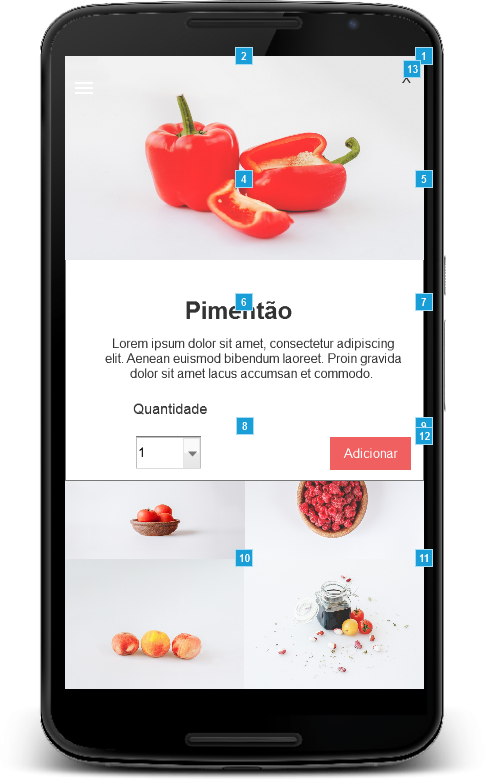 2
1
13
X
4
5
6
7
Pimentão
Lorem ipsum dolor sit amet, consectetur adipiscing
elit. Aenean euismod bibendum laoreet. Proin gravida
dolor sit amet lacus accumsan et commodo.
Quantidade
8
9
12
1
Adicionar
10
11